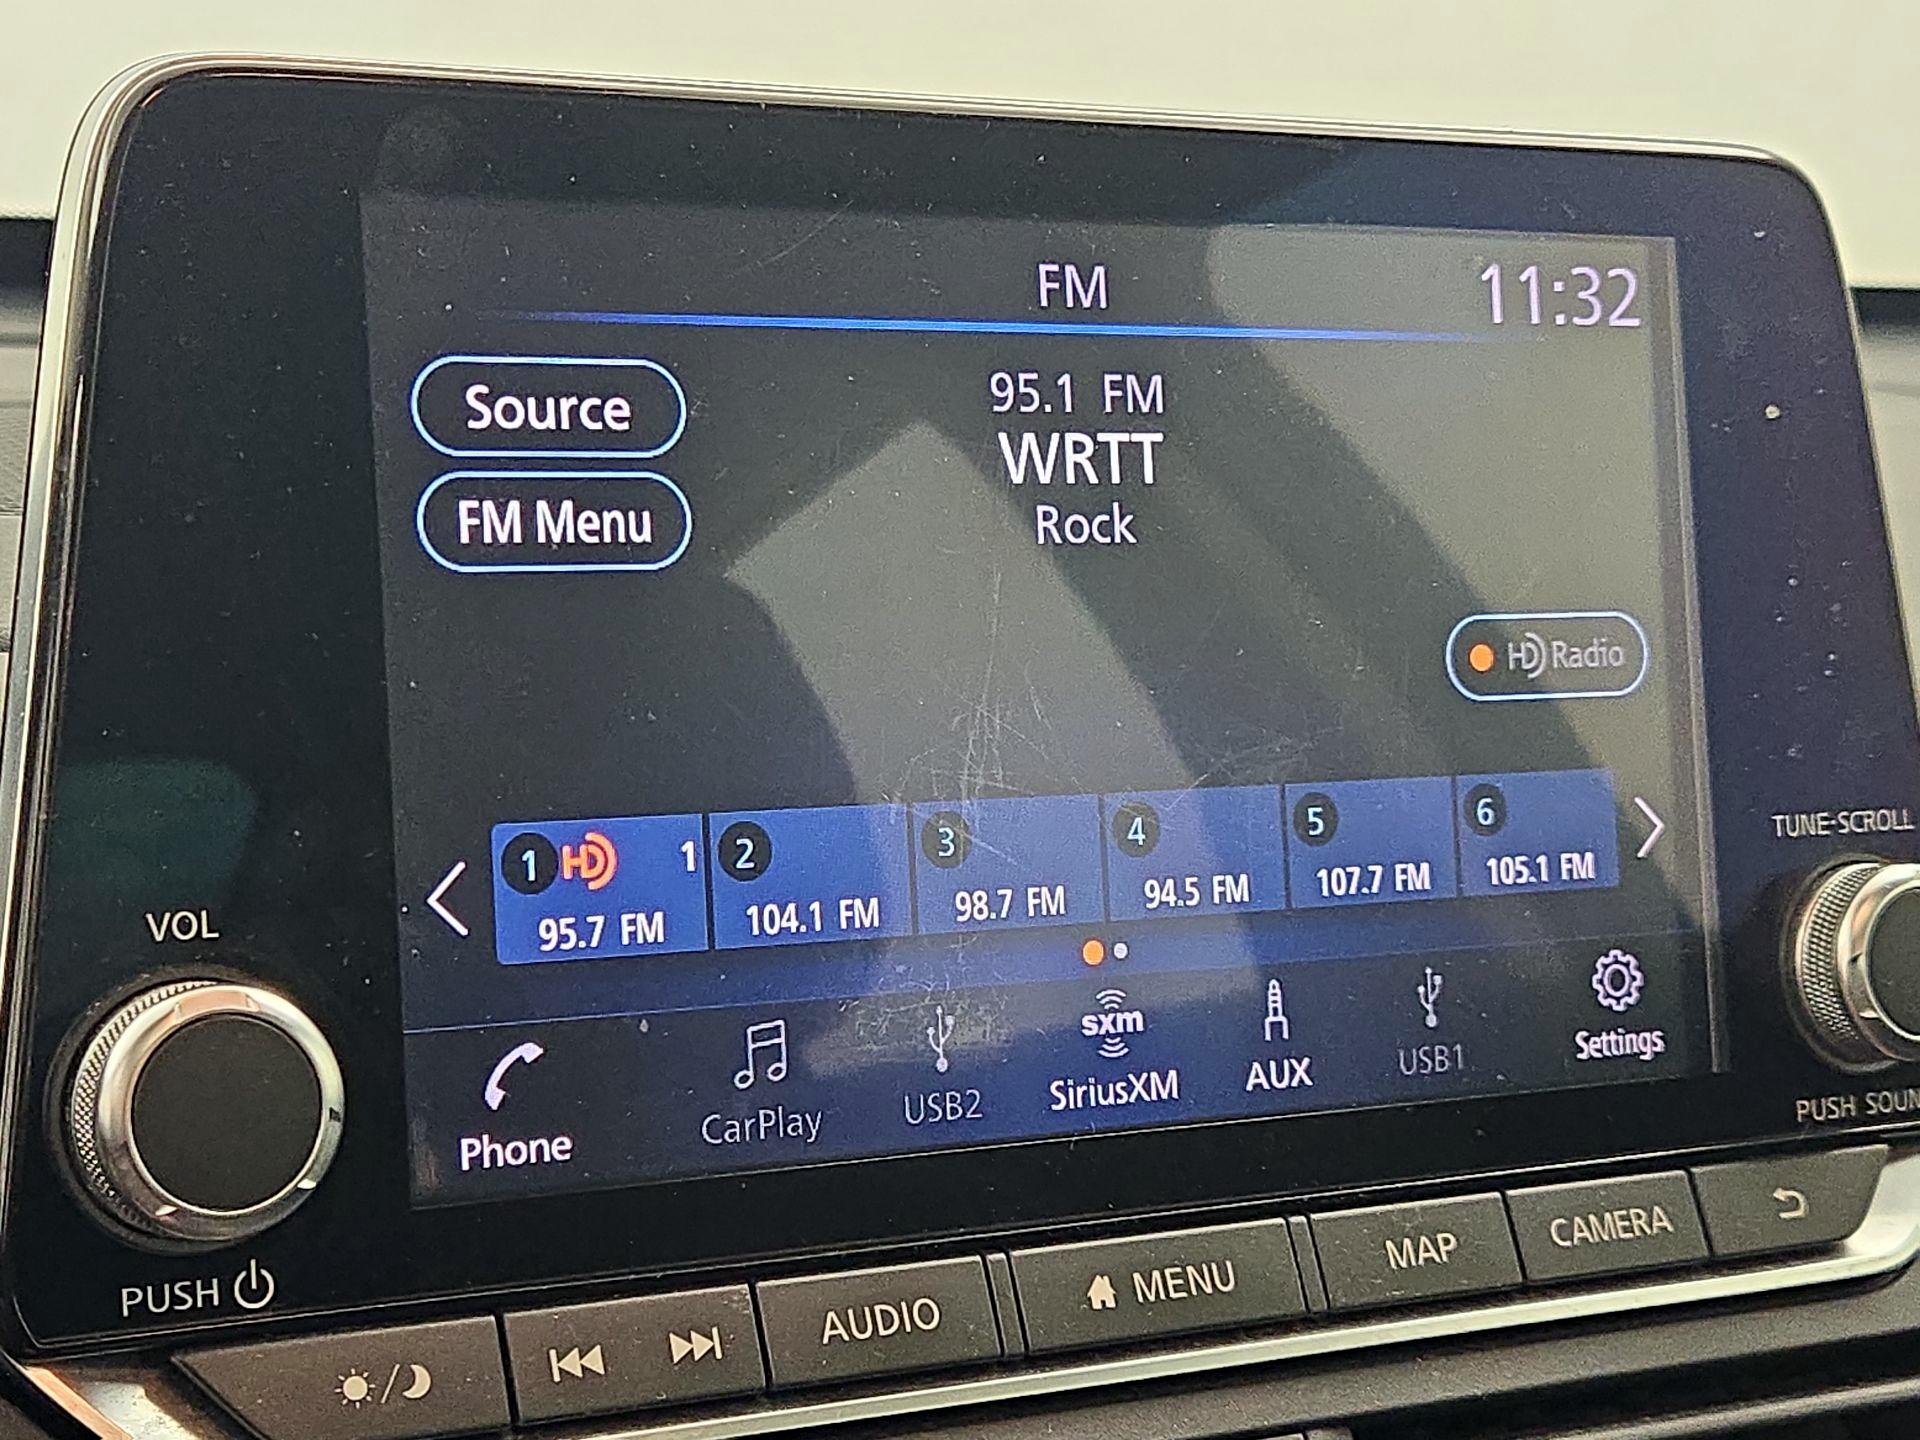 FM
11:32
Source
95.1 FM
WRTT
FM Menu
Rock
HD Radio
1 HD 1
95.7 FM
2
104.1 FM
3
98.7 FM
4
94.5 FM
5
107.7 FM
6
105.1 FM
Phone
CarPlay
USB2
sxm
SiriusXM
AUX
USB1
Settings
VOL
PUSH
TUNE·SCROLL
PUSH SOUN
AUDIO
MENU
MAP
CAMERA